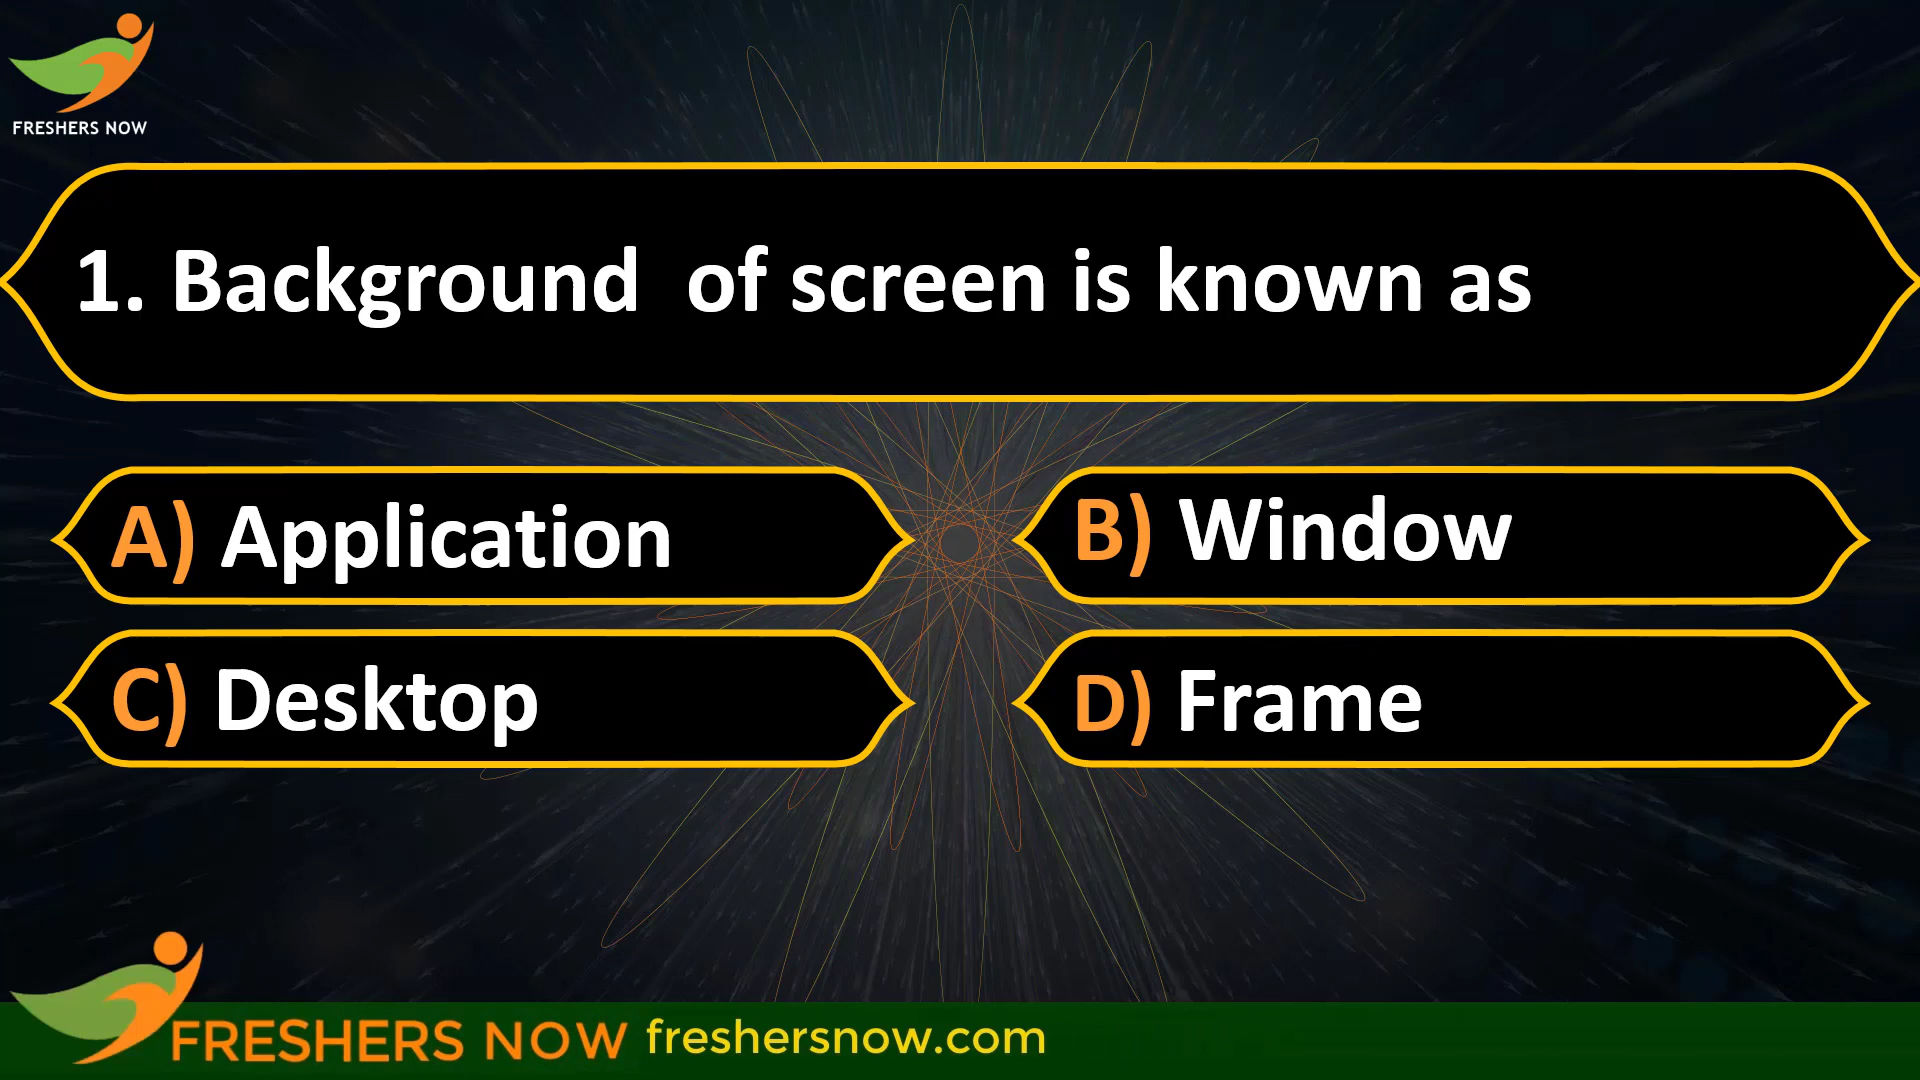 FRESHERS NOW
1. Background  of screen is known as
A) Application
B) Window
C) Desktop
D) Frame
FRESHERS NOW freshersnow.com